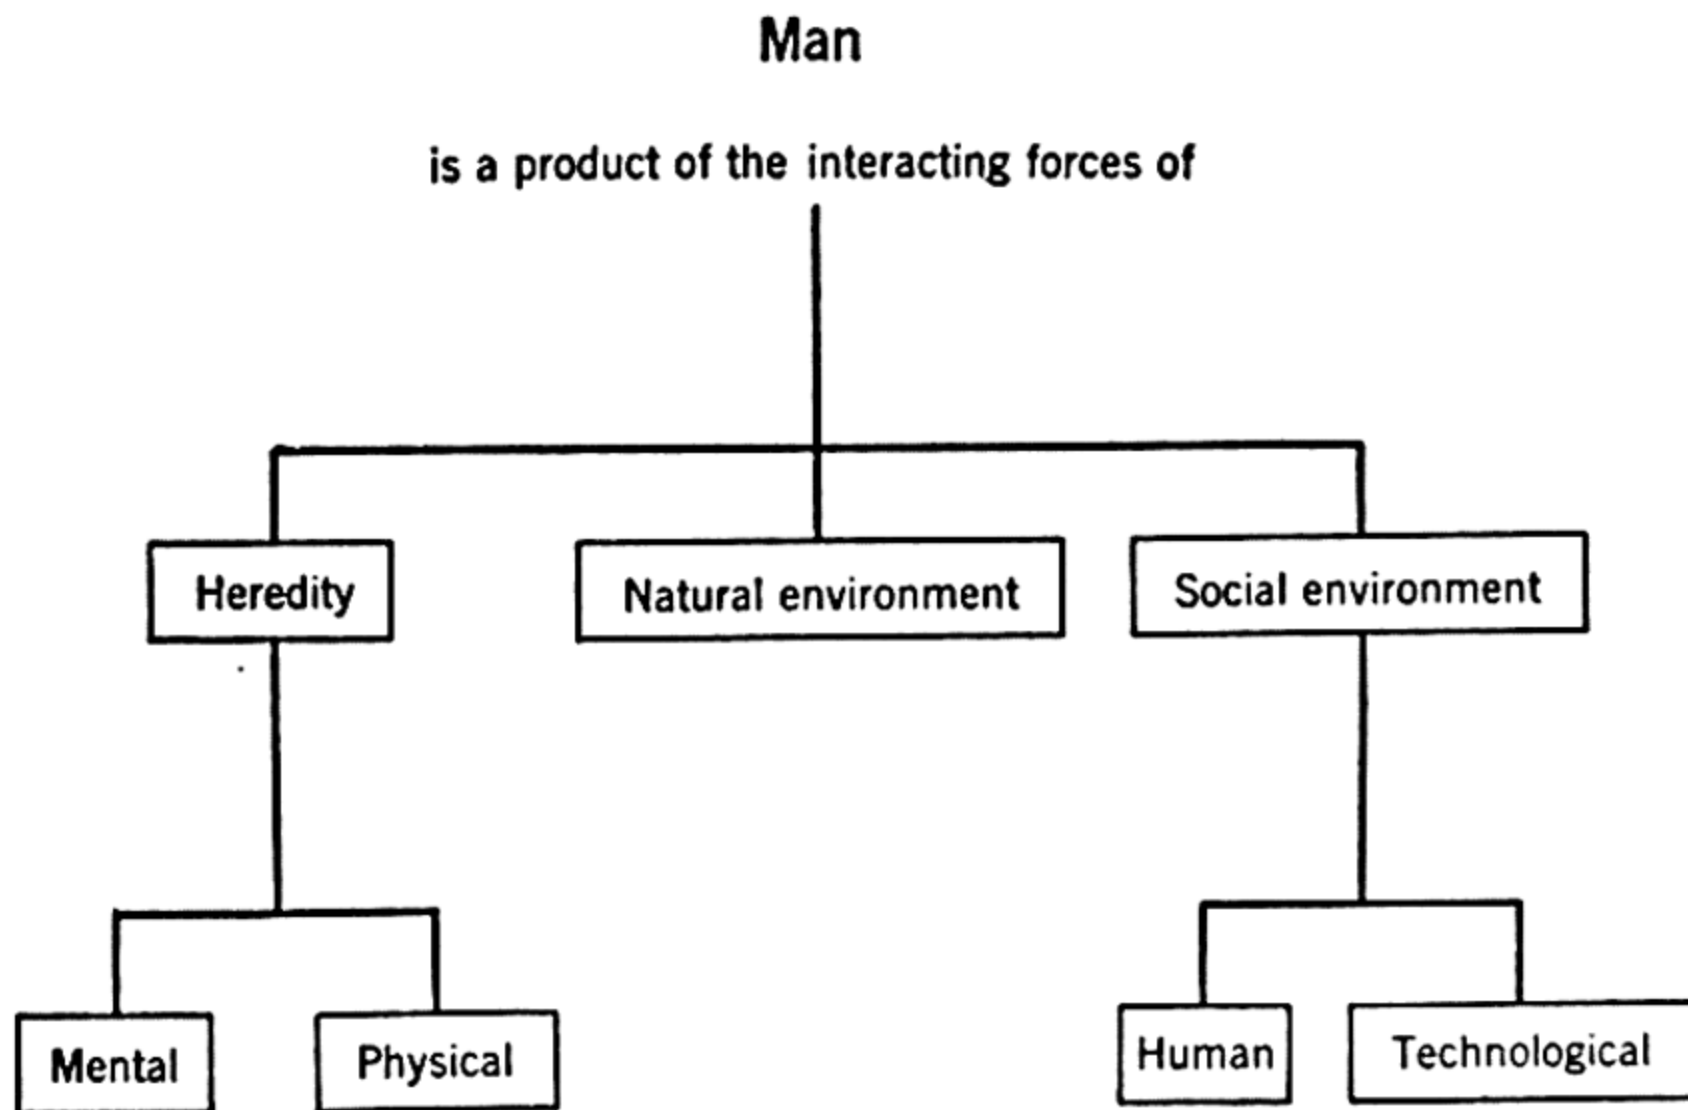 Man
is a product of the interacting forces of
Heredity
Natural environment
Social environment
Mental
Physical
Human
Technological